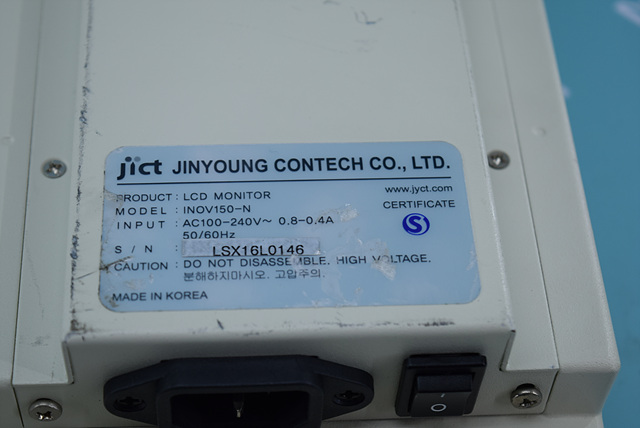 jict JINYOUNG CONTECH CO., LTD.
www.jyct.com
PRODUCT : LCD MONITOR
CERTIFICATE
MODEL : INOV150-N
INPUT : AC100-240V~ 0.8-0.4A
50/60Hz
S
S / N : LSX16L0146
CAUTION : DO NOT DISASSEMBLE. HIGH VOLTAGE.
분해하지마시오. 고압주의.
MADE IN KOREA